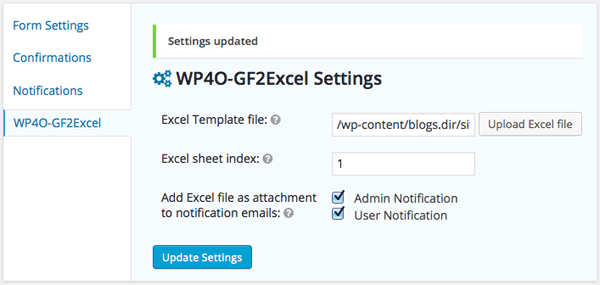 Form Settings
Confirmations
Notifications
WP4O-GF2Excel
Settings updated
WP4O-GF2Excel Settings
Excel Template file:
/wp-content/blogs.dir/si
Upload Excel file
Excel sheet index:
1
Add Excel file as attachment
to notification emails:
Admin Notification
User Notification
Update Settings